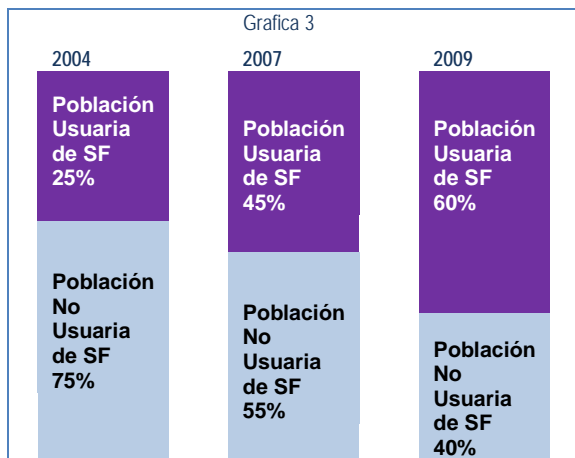 Grafica 3
2004
2007
2009
Población
Usuaria
de SF
25%
Población
Usuaria
de SF
45%
Población
Usuaria
de SF
60%
Población
No
Usuaria
de SF
75%
Población
No
Usuaria
de SF
55%
Población
No
Usuaria
de SF
40%